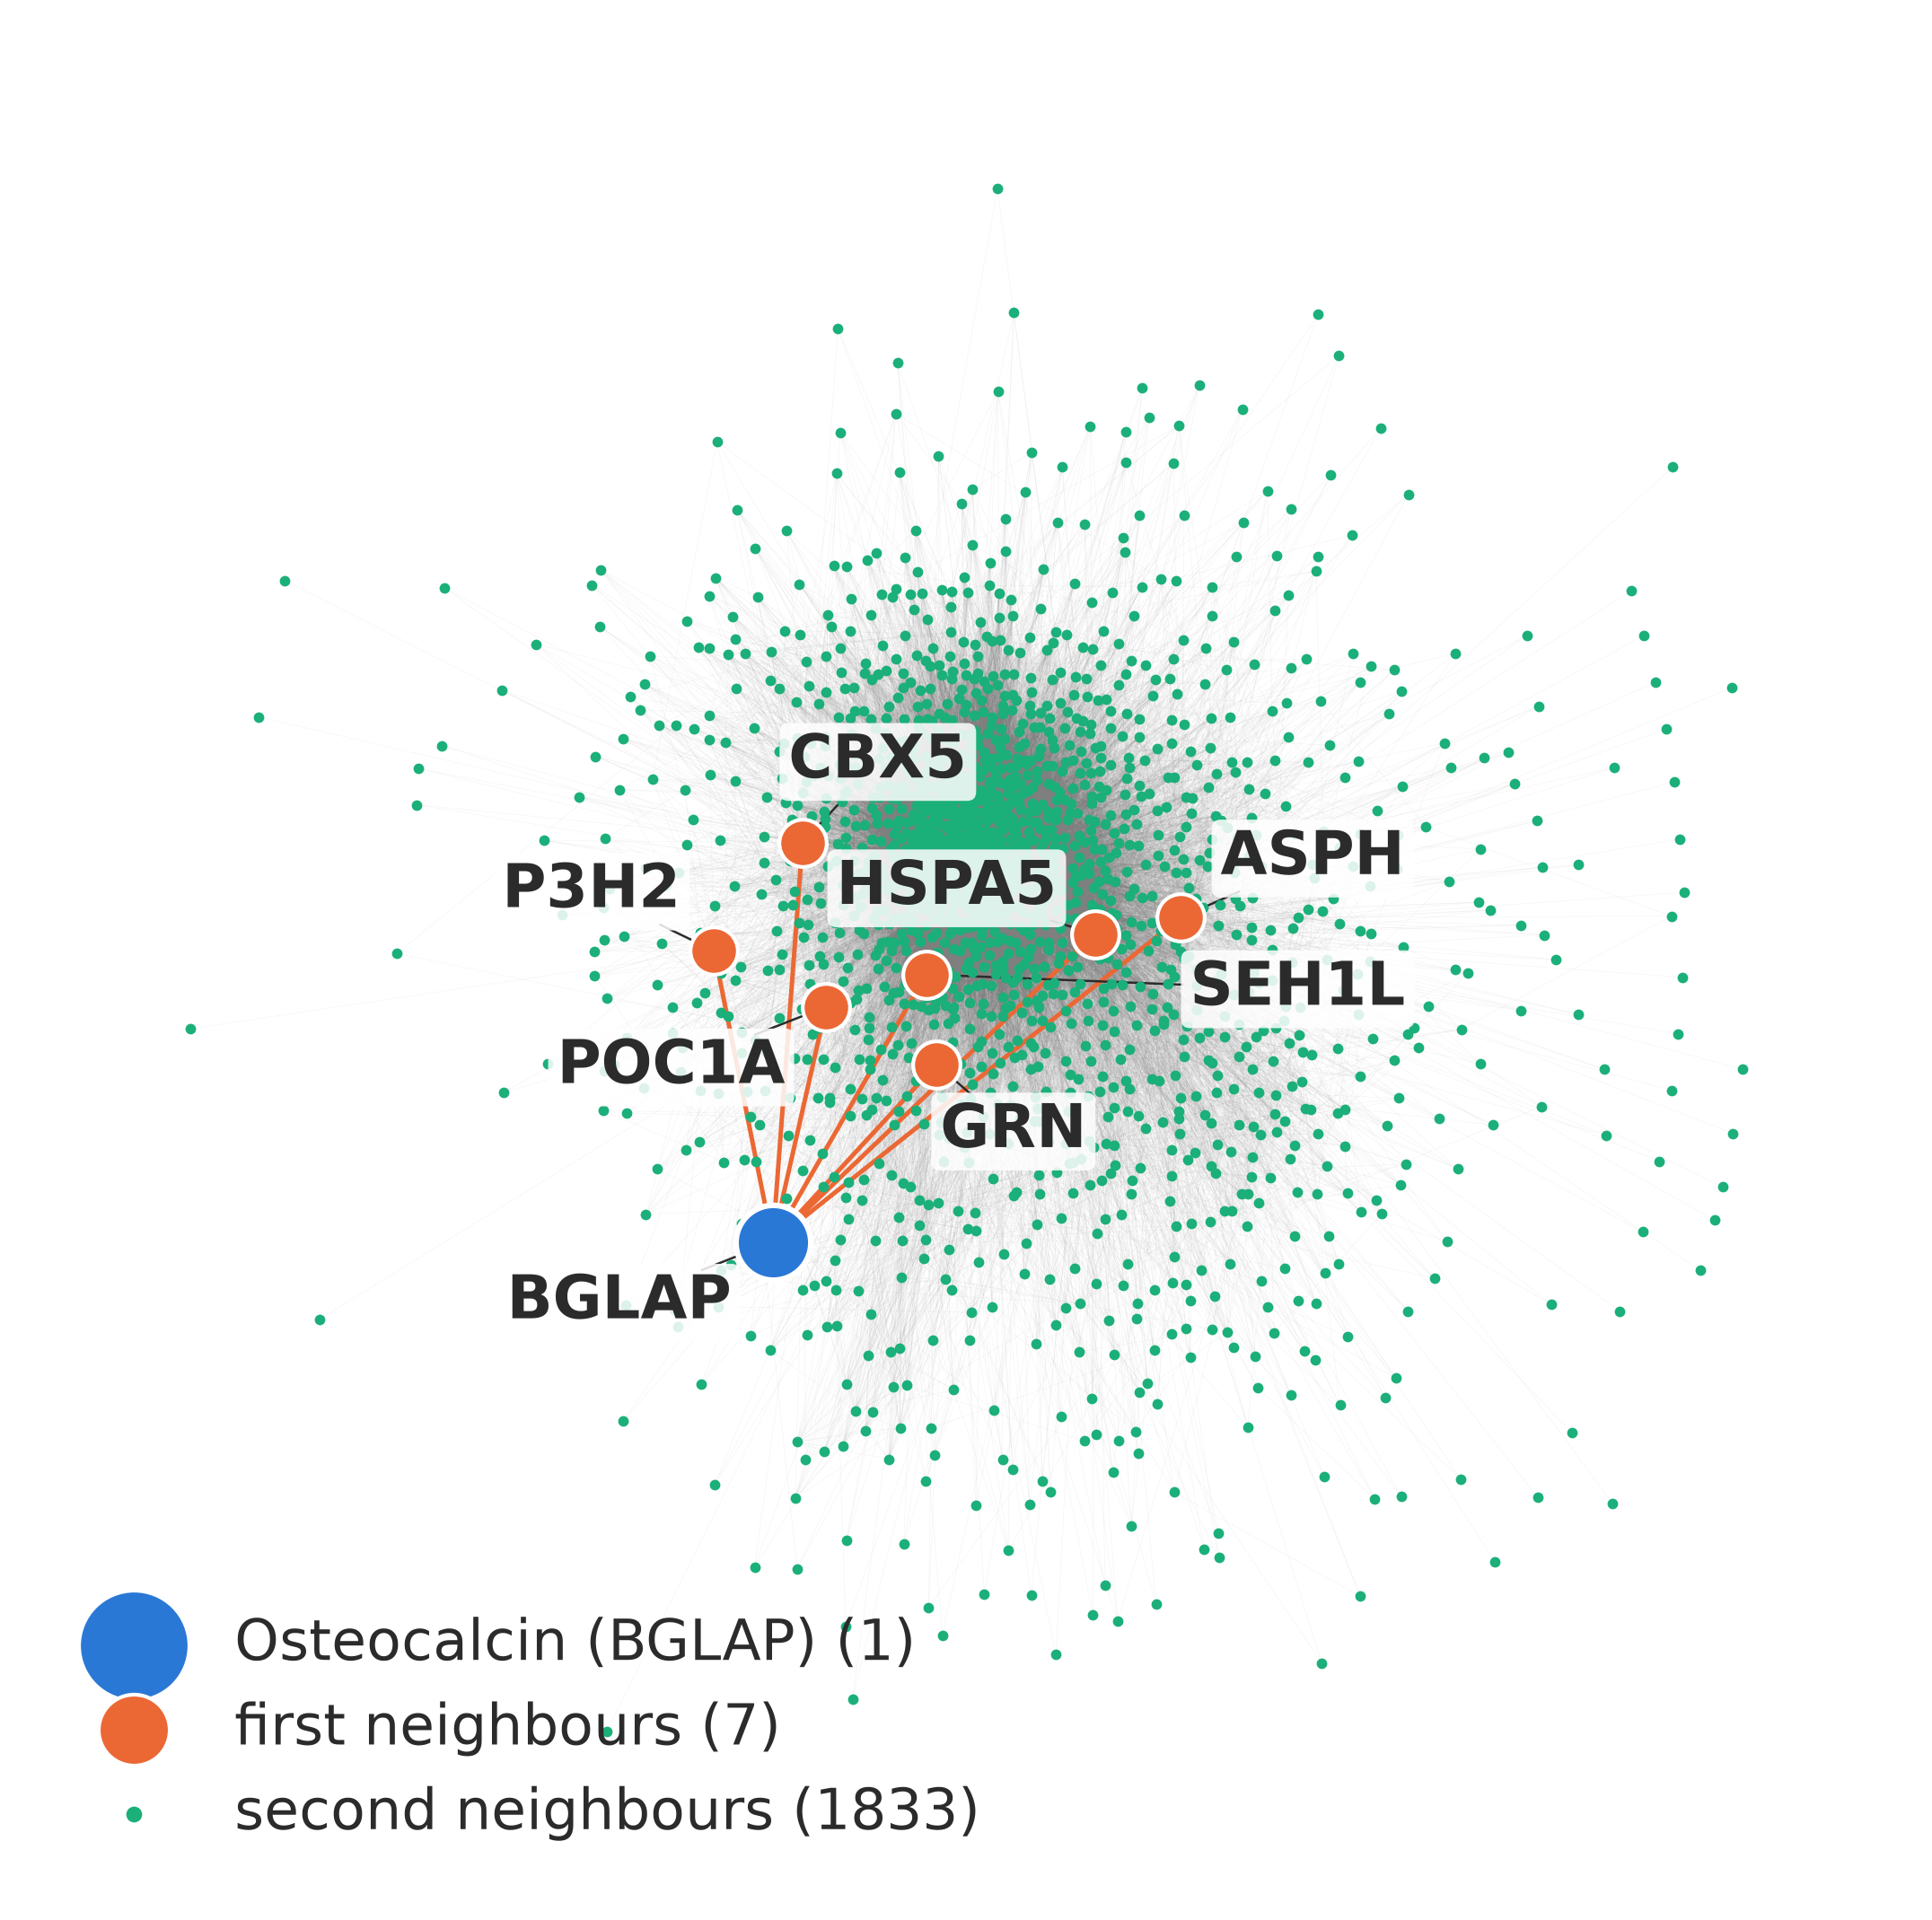 CBX5
ASPH
P3H2
HSPA5
SEH1L
POC1A
GRN
BGLAP
Osteocalcin (BGLAP) (1)
first neighbours (7)
second neighbours (1833)